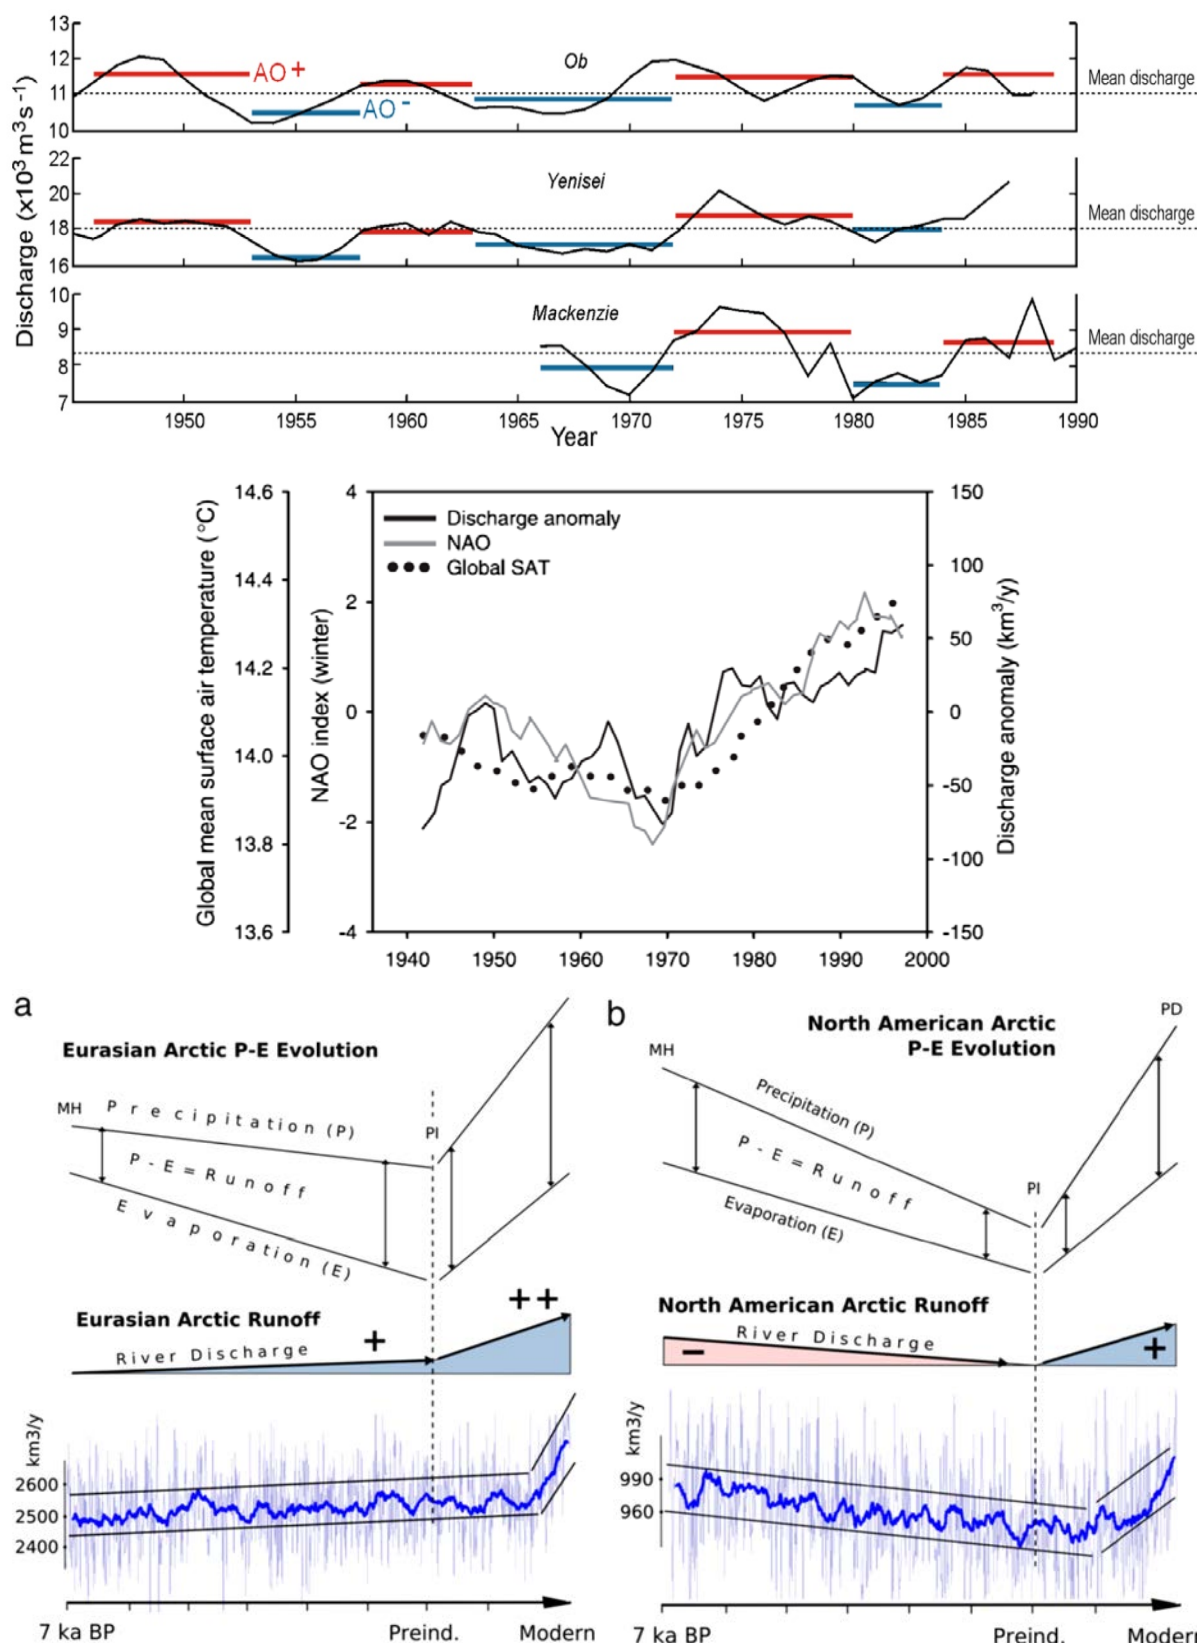 13
12
11
10
AO+
AO-
Ob
Mean discharge
22
20
18
16
Yenisei
Mean discharge
10
9
8
7
Mackenzie
Mean discharge
Discharge (x10³ m³ s⁻¹)
1950 1955 1960 1965 1970 1975 1980 1985 1990
Year
14.6
14.4
14.2
14.0
13.8
13.6
Global mean surface air temperature (°C)
4
2
0
-2
-4
NAO index (winter)
Discharge anomaly
NAO
Global SAT
150
100
50
0
-50
-100
-150
Discharge anomaly (km³/y)
1940 1950 1960 1970 1980 1990 2000
a
Eurasian Arctic P-E Evolution
MH
Precipitation (P)
PI
P-E=Runoff
Evaporation (E)
Eurasian Arctic Runoff
River Discharge
+
++
km3/y
2600
2500
2400
7 ka BP Preind. Modern
b
North American Arctic
P-E Evolution
PD
MH
Precipitation (P)
P-E=Runoff
PI
Evaporation (E)
North American Arctic Runoff
River Discharge
−
+
km3/y
990
960
7 ka BP Preind. Modern